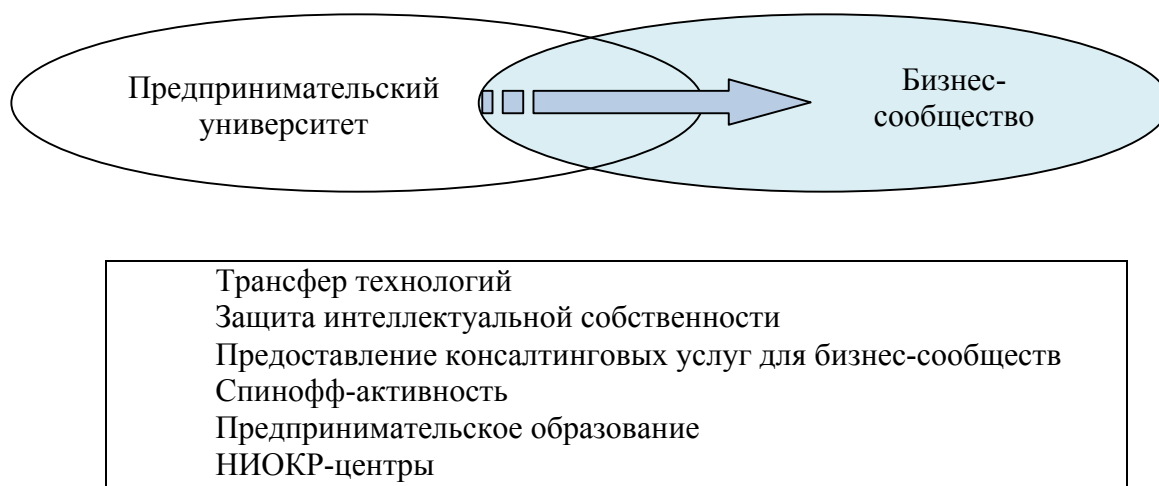 Предпринимательский
университет
Бизнес-
сообщество
Трансфер технологий
Защита интеллектуальной собственности
Предоставление консалтинговых услуг для бизнес-сообществ
Спинофф-активность
Предпринимательское образование
НИОКР-центры